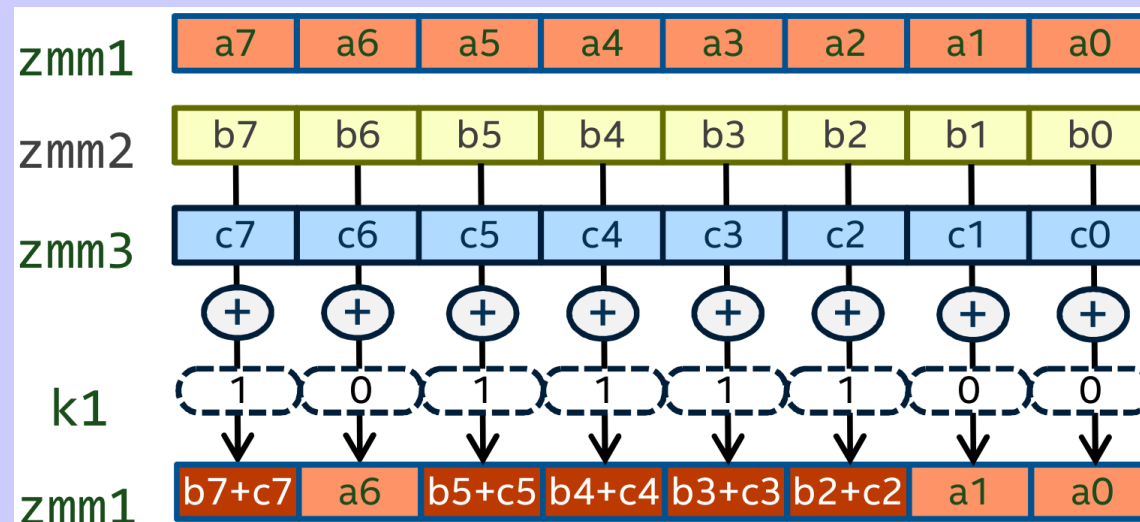 zmm1 a7 a6 a5 a4 a3 a2 a1 a0
zmm2 b7 b6 b5 b4 b3 b2 b1 b0
zmm3 c7 c6 c5 c4 c3 c2 c1 c0
+ + + + + + + +
k1 1 0 1 1 1 1 0 0
zmm1 b7+c7 a6 b5+c5 b4+c4 b3+c3 b2+c2 a1 a0